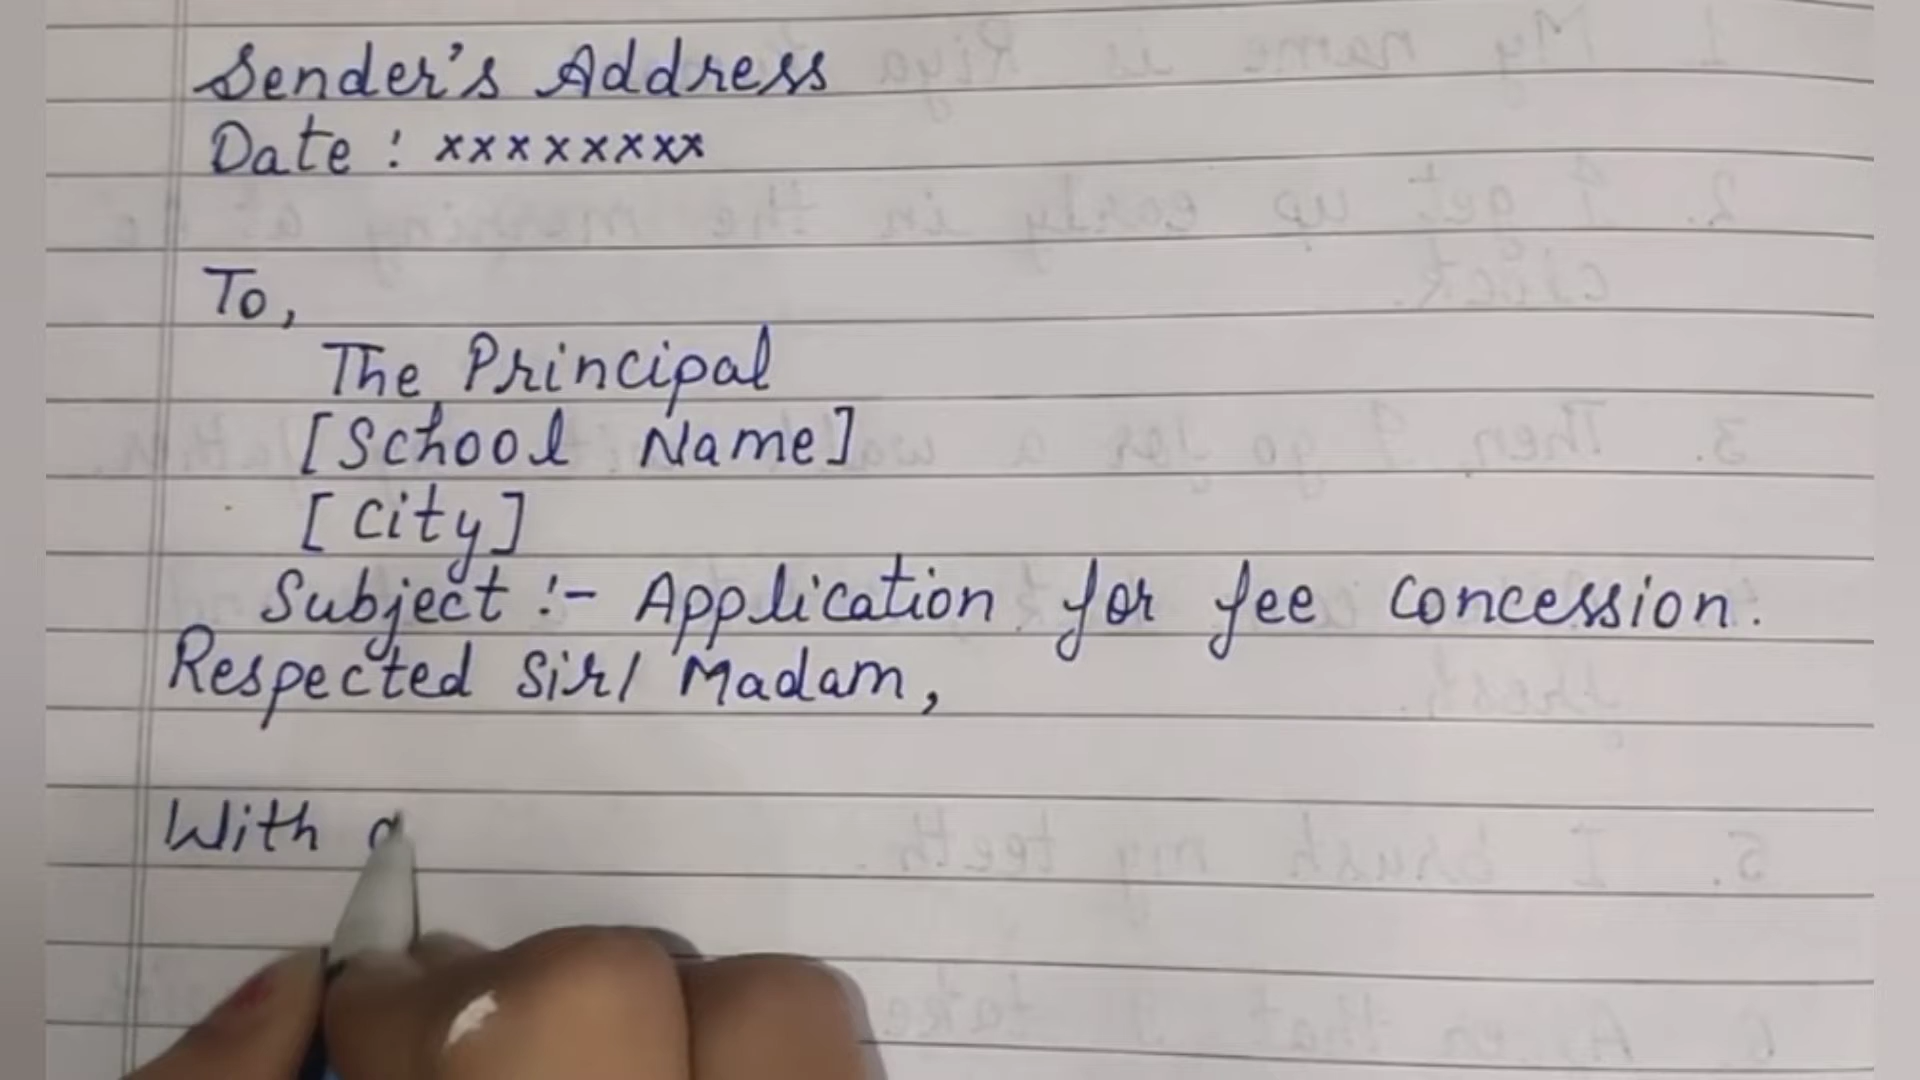 Sender's Address
Date : xxxxxxxx
To,
The Principal
[School Name]
[City]
Subject :- Application for fee concession.
Respected Sir/ Madam,
With